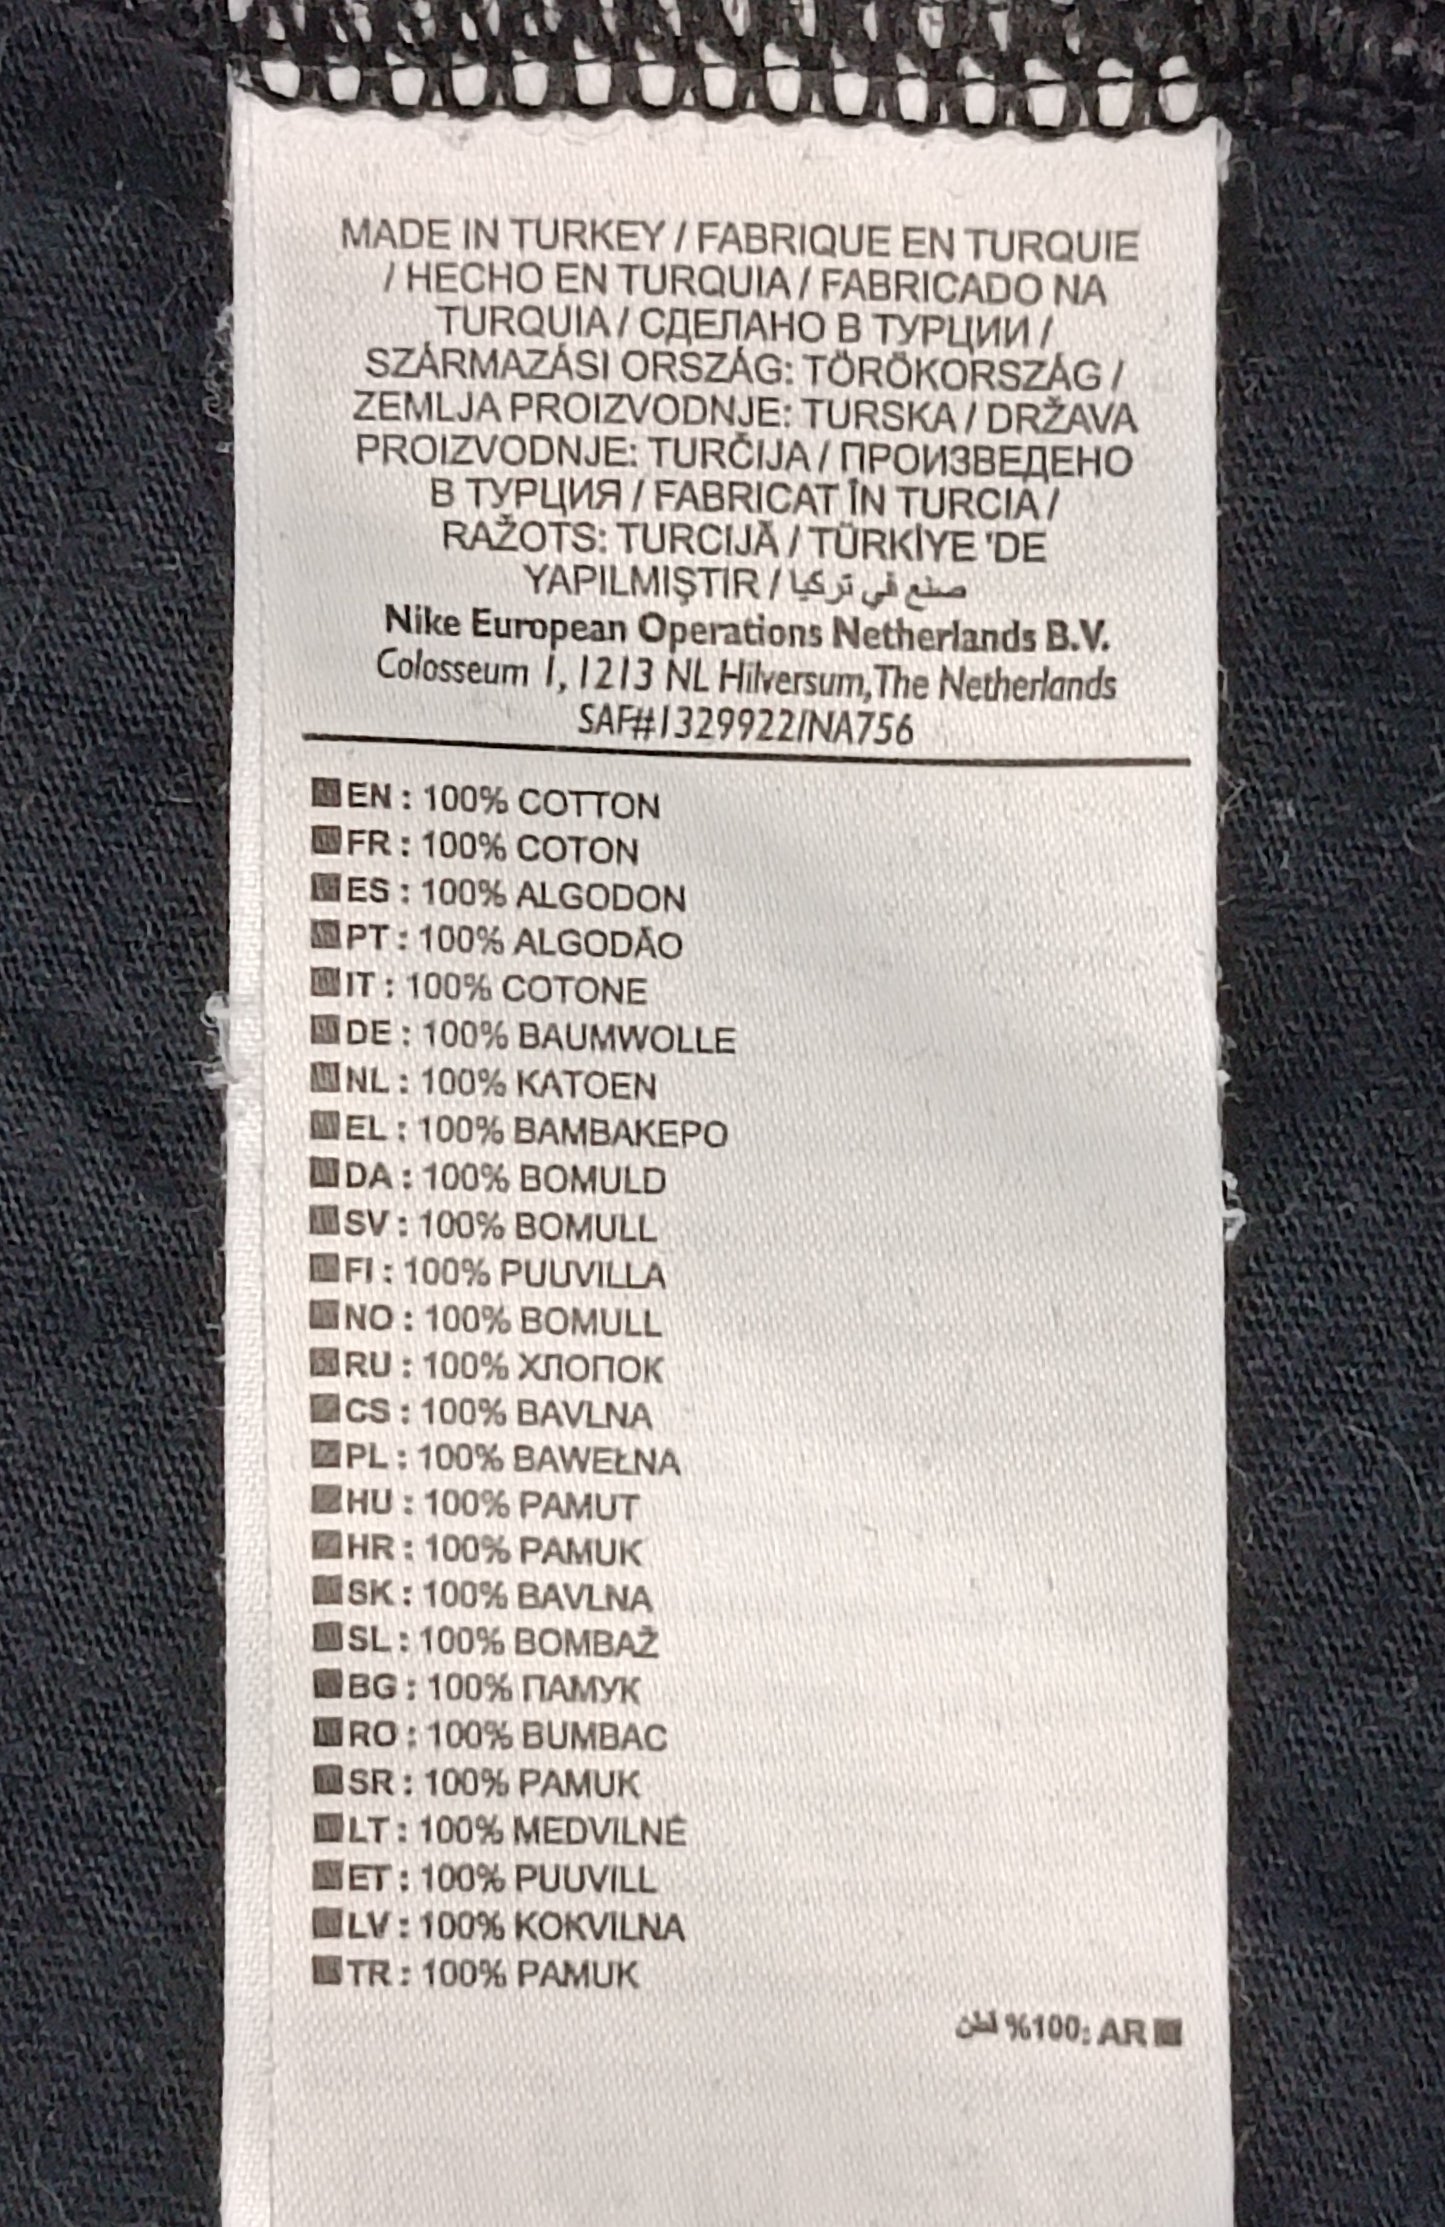 MADE IN TURKEY / FABRIQUE EN TURQUIE
/ HECHO EN TURQUIA / FABRICADO NA
TURQUIA / СДЕЛАНО В ТУРЦИИ /
SZÁRMAZÁSI ORSZÁG: TÖRÖKORSZÁG /
ZEMLJA PROIZVODNJE: TURSKA / DRŽAVA
PROIZVODNJE: TURČIJA / ПРОИЗВЕДЕНО
В ТУРЦИЯ / FABRICAT ÎN TURCIA /
RAŽOTS: TURCIJĀ / TÜRKİYE 'DE
YAPILMIŞTIR / صنع في تركيا
Nike European Operations Netherlands B.V.
Colosseum 1, 1213 NL Hilversum, The Netherlands
SAF#1329922/NA756
EN : 100% COTTON
FR : 100% COTON
ES : 100% ALGODON
PT : 100% ALGODÃO
IT : 100% COTONE
DE : 100% BAUMWOLLE
NL : 100% KATOEN
EL : 100% BAMBAKEPO
DA : 100% BOMULD
SV : 100% BOMULL
FI : 100% PUUVILLA
NO : 100% BOMULL
RU : 100% ХЛОПОК
CS : 100% BAVLNA
PL : 100% BAWEŁNA
HU : 100% PAMUT
HR : 100% PAMUK
SK : 100% BAVLNA
SL : 100% BOMBAŽ
BG : 100% ПАМУК
RO : 100% BUMBAC
SR : 100% PAMUK
LT : 100% MEDVILNĖ
ET : 100% PUUVILL
LV : 100% KOKVILNA
TR : 100% PAMUK
AR :100% قطن